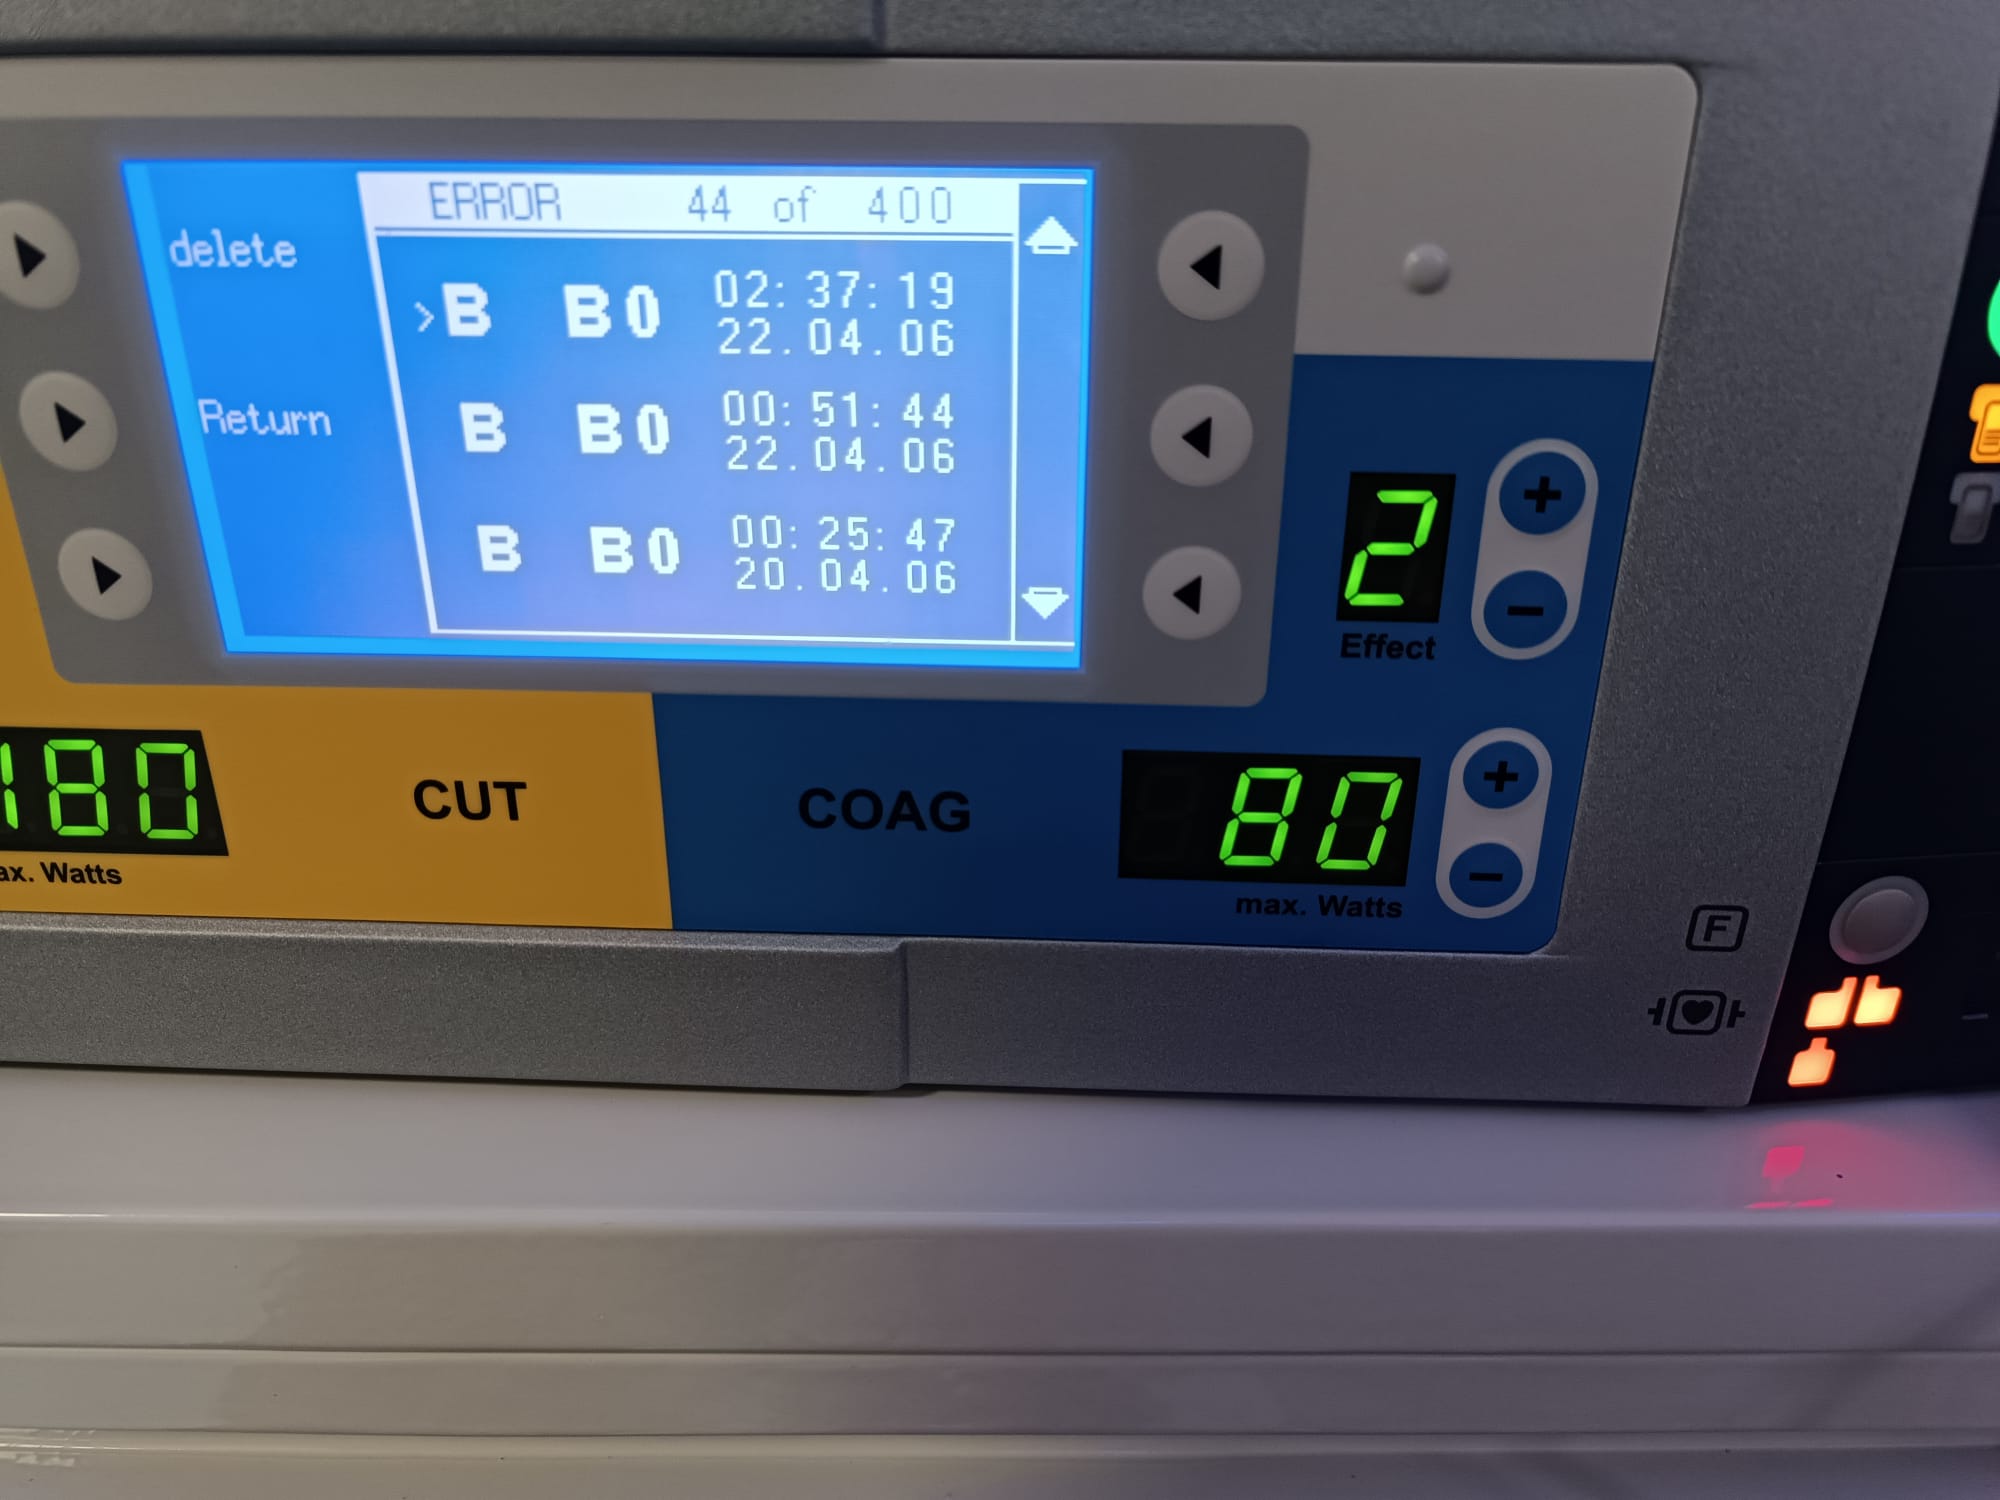 ERROR 44 of 400
delete
>B B0 02:37:19
22.04.06
Return
B B0 00:51:44
22.04.06
B B0 00:25:47
20.04.06
2
Effect
+
−
180
CUT
COAG
80
+
−
max. Watts
Watts
F